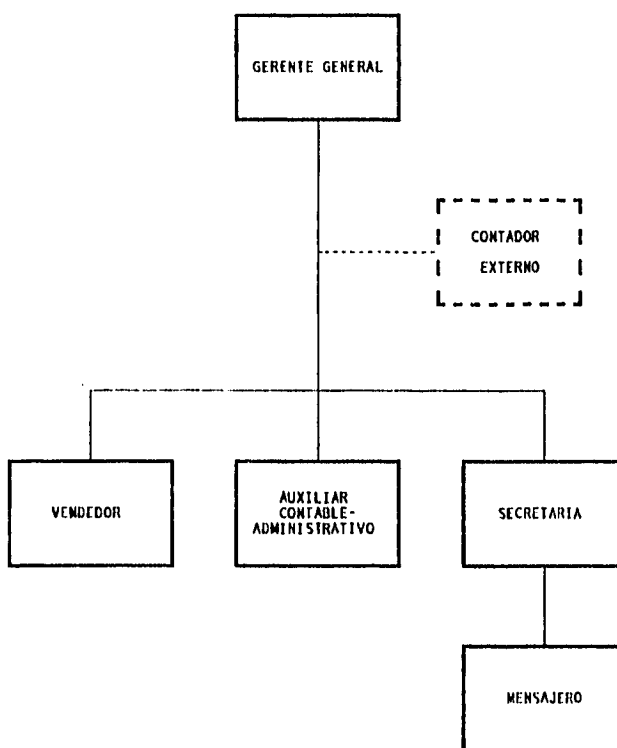 GERENTE GENERAL
CONTADOR
EXTERNO
VENDEDOR
AUXILIAR
CONTABLE-
ADMINISTRATIVO
SECRETARIA
MENSAJERO